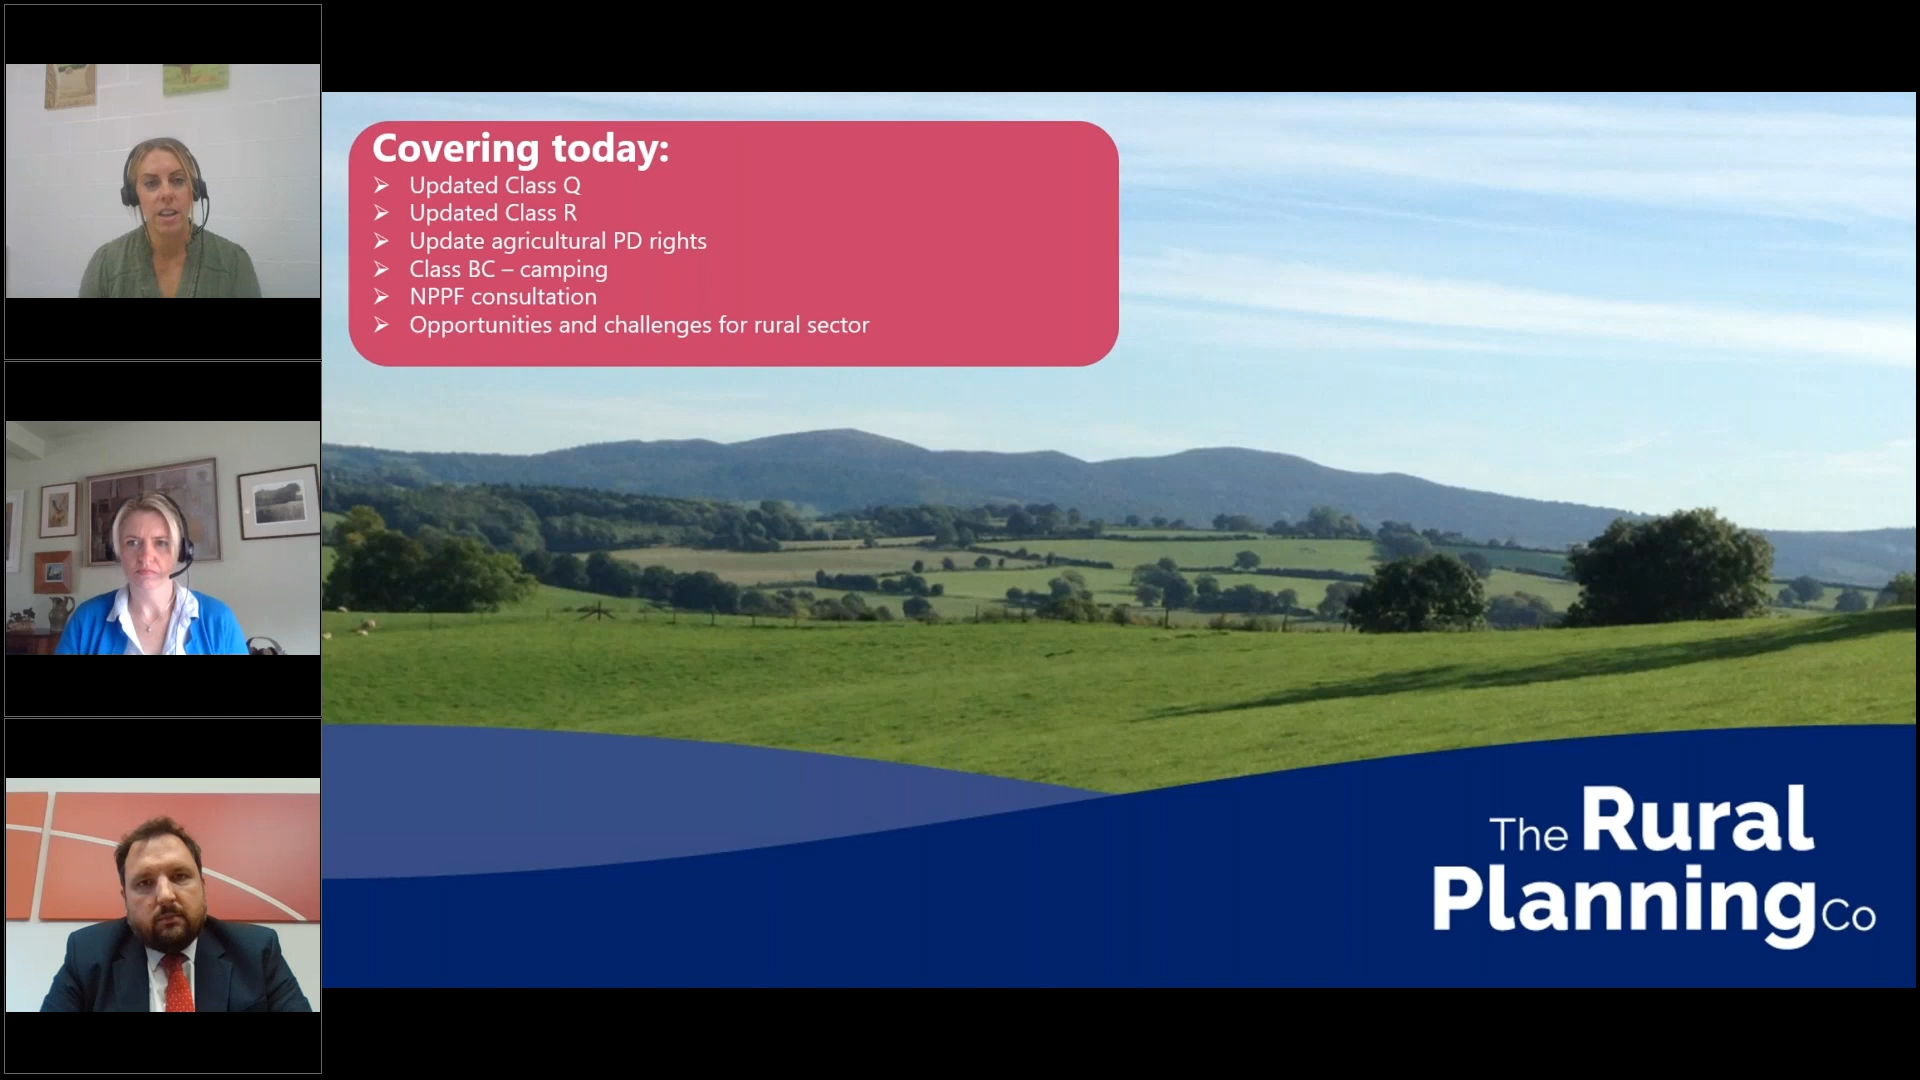 Covering today:
➢ Updated Class Q
➢ Updated Class R
➢ Update agricultural PD rights
➢ Class BC – camping
➢ NPPF consultation
➢ Opportunities and challenges for rural sector
The Rural
Planning Co